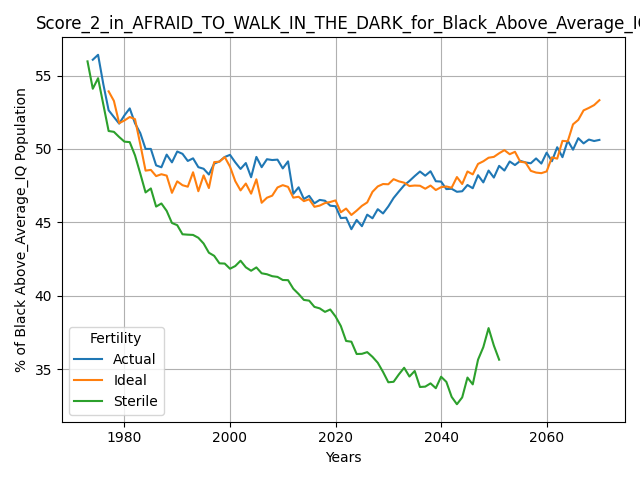 Score_2_in_AFRAID_TO_WALK_IN_THE_DARK_for_Black_Above_Average_IQ
% of Black Above_Average_IQ Population
55
50
45
40
35
Fertility
Actual
Ideal
Sterile
1980
2000
2020
2040
2060
Years